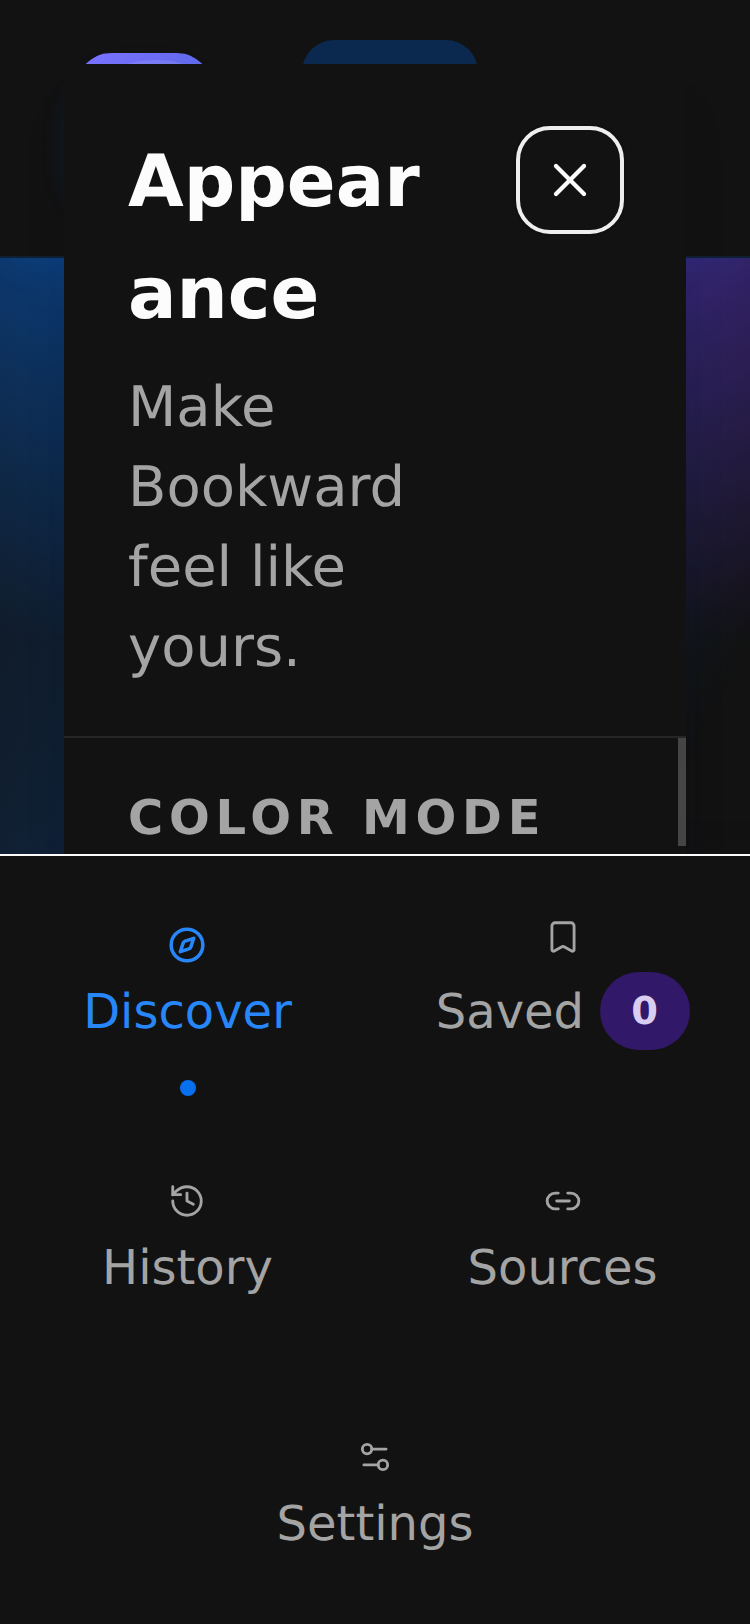 Appear
ance
Make
Bookward
feel like
yours.
COLOR MODE
Discover
Saved 0
History
Sources
Settings